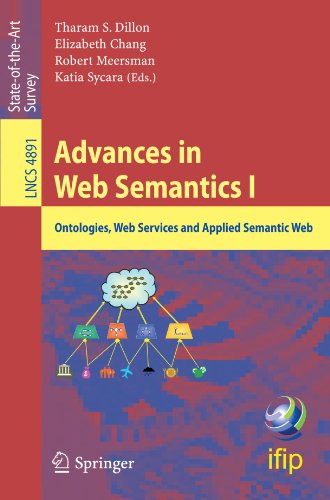 Tharam S. Dillon
Elizabeth Chang
Robert Meersman
Katia Sycara (Eds.)
State-of-the-Art
Survey
LNCS 4891
Advances in
Web Semantics I
Ontologies, Web Services and Applied Semantic Web
Springer
ifip